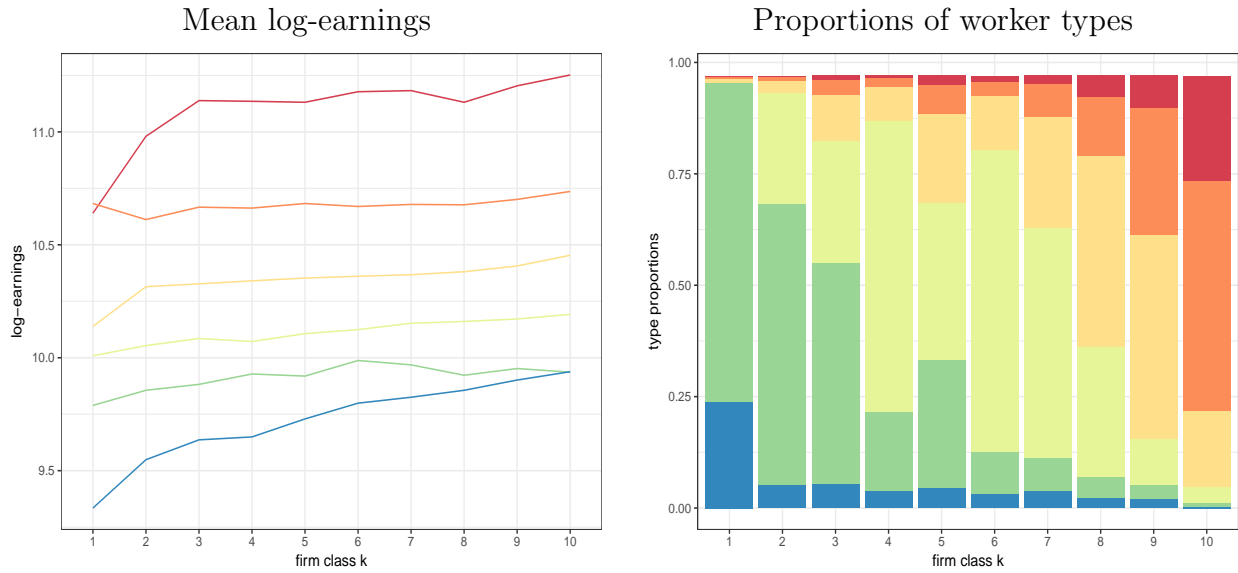 Mean log-earnings
11.0
10.5
10.0
9.5
log−earnings
1 2 3 4 5 6 7 8 9 10
firm class k
Proportions of worker types
1.00
0.75
0.50
0.25
0.00
type proportions
1 2 3 4 5 6 7 8 9 10
firm class k